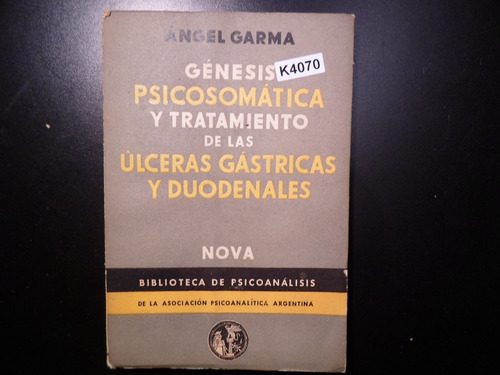 ÁNGEL GARMA
GÉNESIS
K4070
PSICOSOMÁTICA
Y TRATAMIENTO
DE LAS
ÚLCERAS GÁSTRICAS
Y DUODENALES
NOVA
BIBLIOTECA DE PSICOANÁLISIS
DE LA ASOCIACIÓN PSICOANALÍTICA ARGENTINA